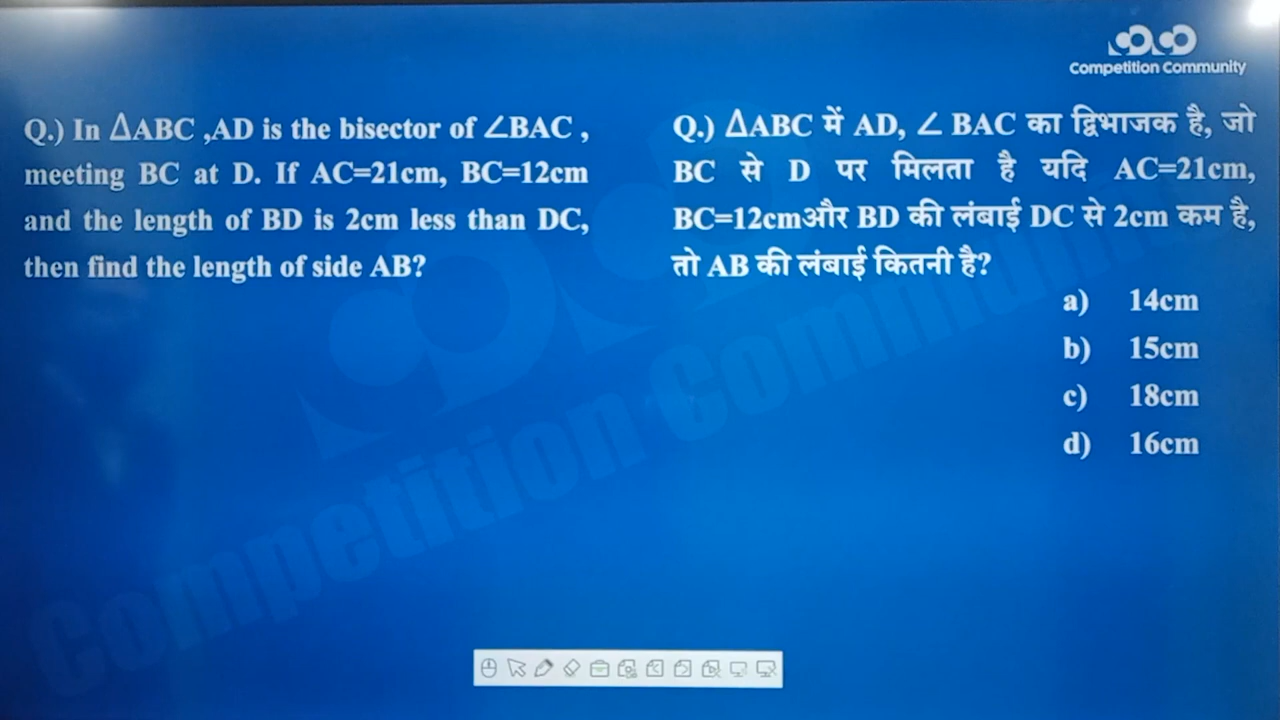 Competition Community
Q.) In ΔABC ,AD is the bisector of ∠BAC ,
meeting BC at D. If AC=21cm, BC=12cm
and the length of BD is 2cm less than DC,
then find the length of side AB?
Q.) ΔABC में AD, ∠ BAC का द्विभाजक है, जो
BC से D पर मिलता है यदि AC=21cm,
BC=12cmऔर BD की लंबाई DC से 2cm कम है,
तो AB की लंबाई कितनी है?
a) 14cm
b) 15cm
c) 18cm
d) 16cm
Competition Community